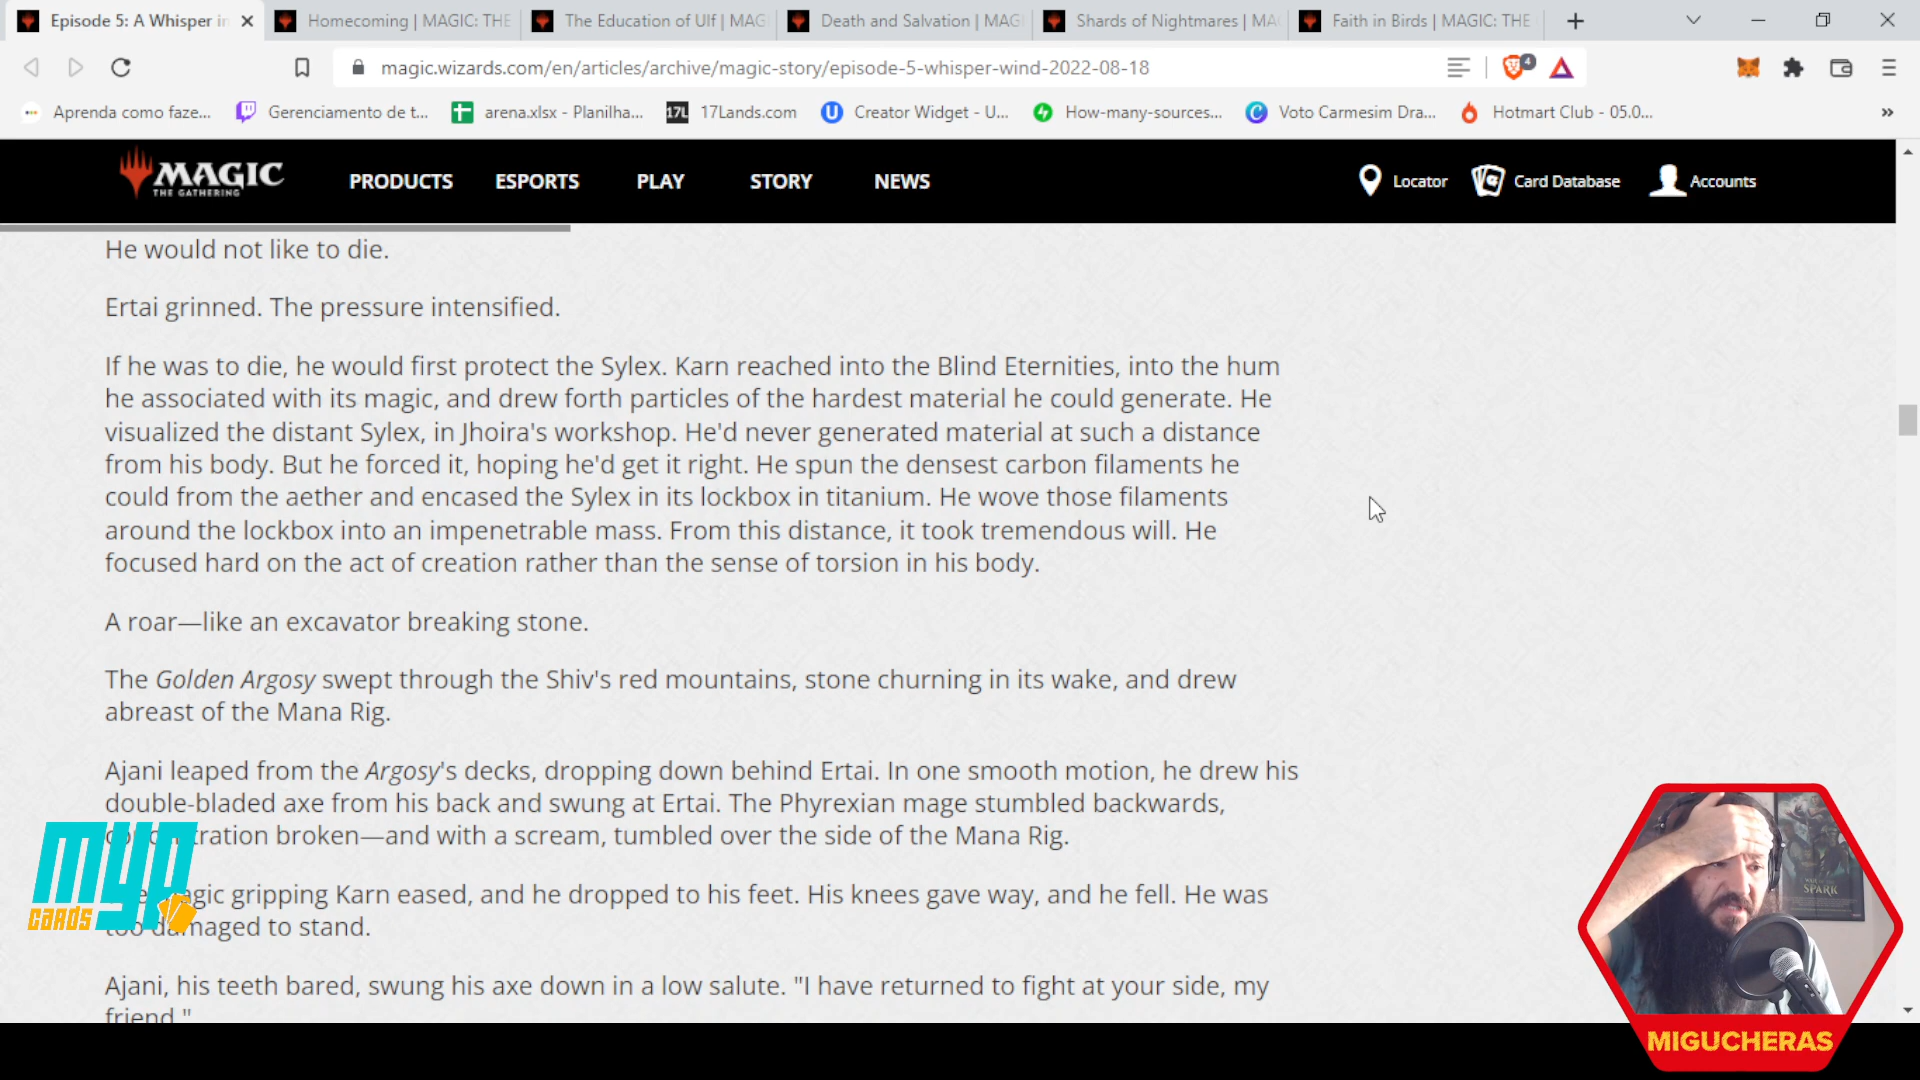 Episode 5: A Whisper in
Homecoming | MAGIC: THE
The Education of Ulf | MAG
Death and Salvation | MAG
Shards of Nightmares | MA
Faith in Birds | MAGIC: THE
magic.wizards.com/en/articles/archive/magic-story/episode-5-whisper-wind-2022-08-18
4
Aprenda como faze...
Gerenciamento de t...
arena.xlsx - Planilha...
17L 17Lands.com
U Creator Widget - U...
How-many-sources...
Voto Carmesim Dra...
Hotmart Club - 05.0...
»
MAGIC
THE GATHERING
PRODUCTS
ESPORTS
PLAY
STORY
NEWS
Locator
Card Database
Accounts
He would not like to die.
Ertai grinned. The pressure intensified.
If he was to die, he would first protect the Sylex. Karn reached into the Blind Eternities, into the hum
he associated with its magic, and drew forth particles of the hardest material he could generate. He
visualized the distant Sylex, in Jhoira's workshop. He'd never generated material at such a distance
from his body. But he forced it, hoping he'd get it right. He spun the densest carbon filaments he
could from the aether and encased the Sylex in its lockbox in titanium. He wove those filaments
around the lockbox into an impenetrable mass. From this distance, it took tremendous will. He
focused hard on the act of creation rather than the sense of torsion in his body.
A roar—like an excavator breaking stone.
The Golden Argosy swept through the Shiv's red mountains, stone churning in its wake, and drew
abreast of the Mana Rig.
Ajani leaped from the Argosy's decks, dropping down behind Ertai. In one smooth motion, he drew his
double-bladed axe from his back and swung at Ertai. The Phyrexian mage stumbled backwards,
broken—and with a scream, tumbled over the side of the Mana Rig.
gripping Karn eased, and he dropped to his feet. His knees gave way, and he fell. He was
damaged to stand.
Ajani, his teeth bared, swung his axe down in a low salute. "I have returned to fight at your side, my
friend."
myp
cards
SPARK
MIGUCHERAS